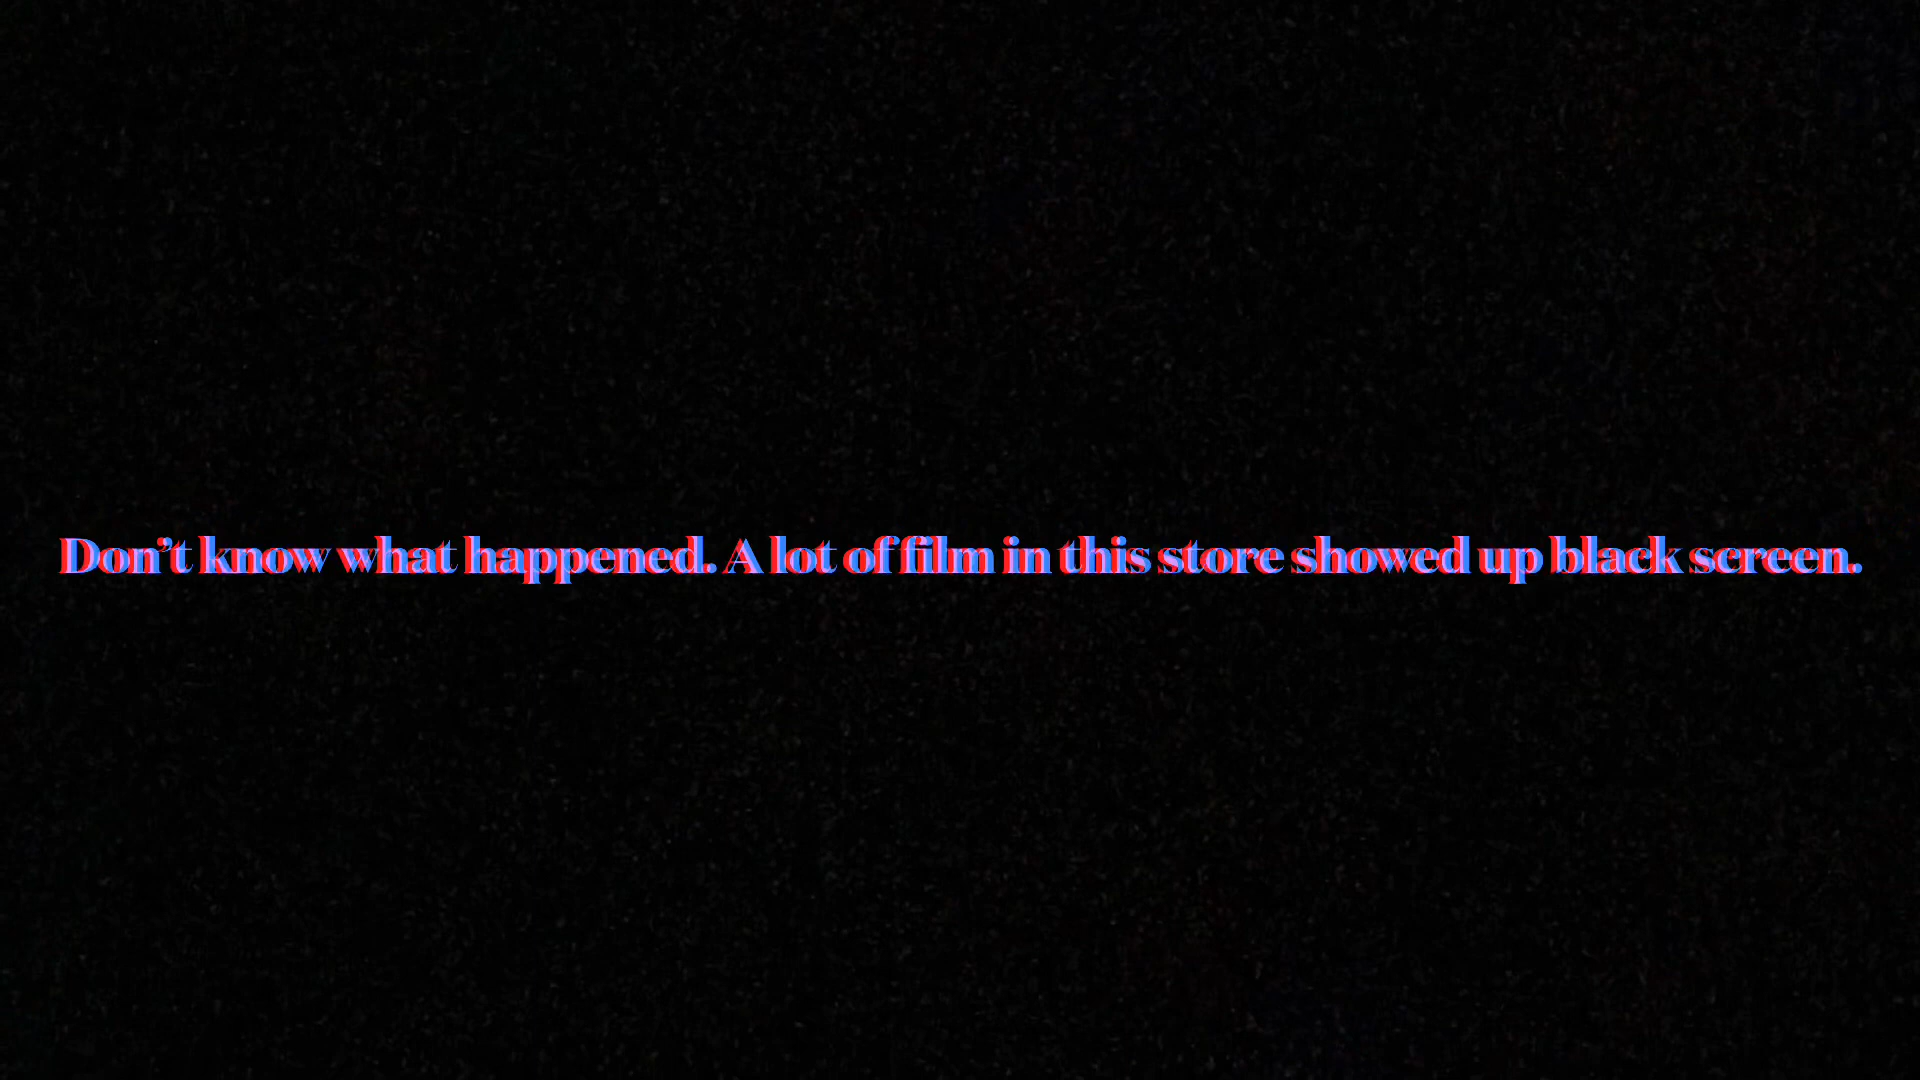 Don’t know what happened. A lot of film in this store showed up black screen.